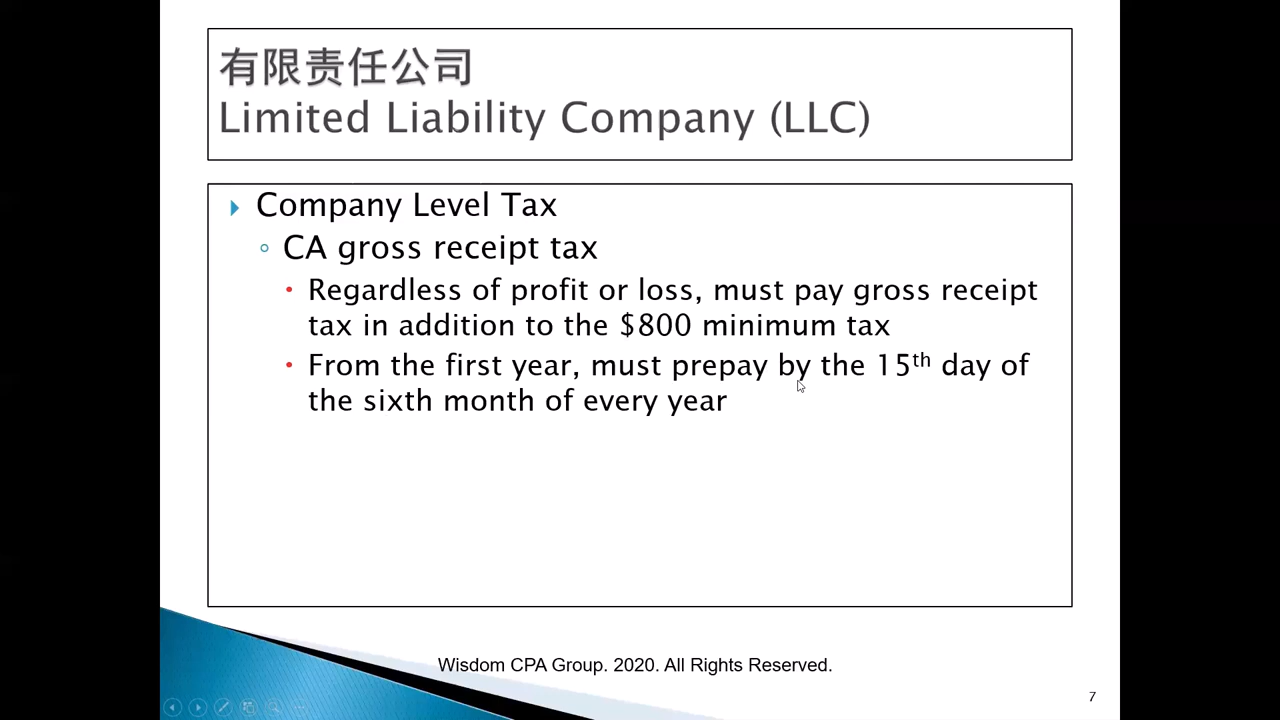 有限责任公司
Limited Liability Company (LLC)
Company Level Tax
CA gross receipt tax
Regardless of profit or loss, must pay gross receipt
tax in addition to the $800 minimum tax
From the first year, must prepay by the 15th day of
the sixth month of every year
Wisdom CPA Group. 2020. All Rights Reserved.
7